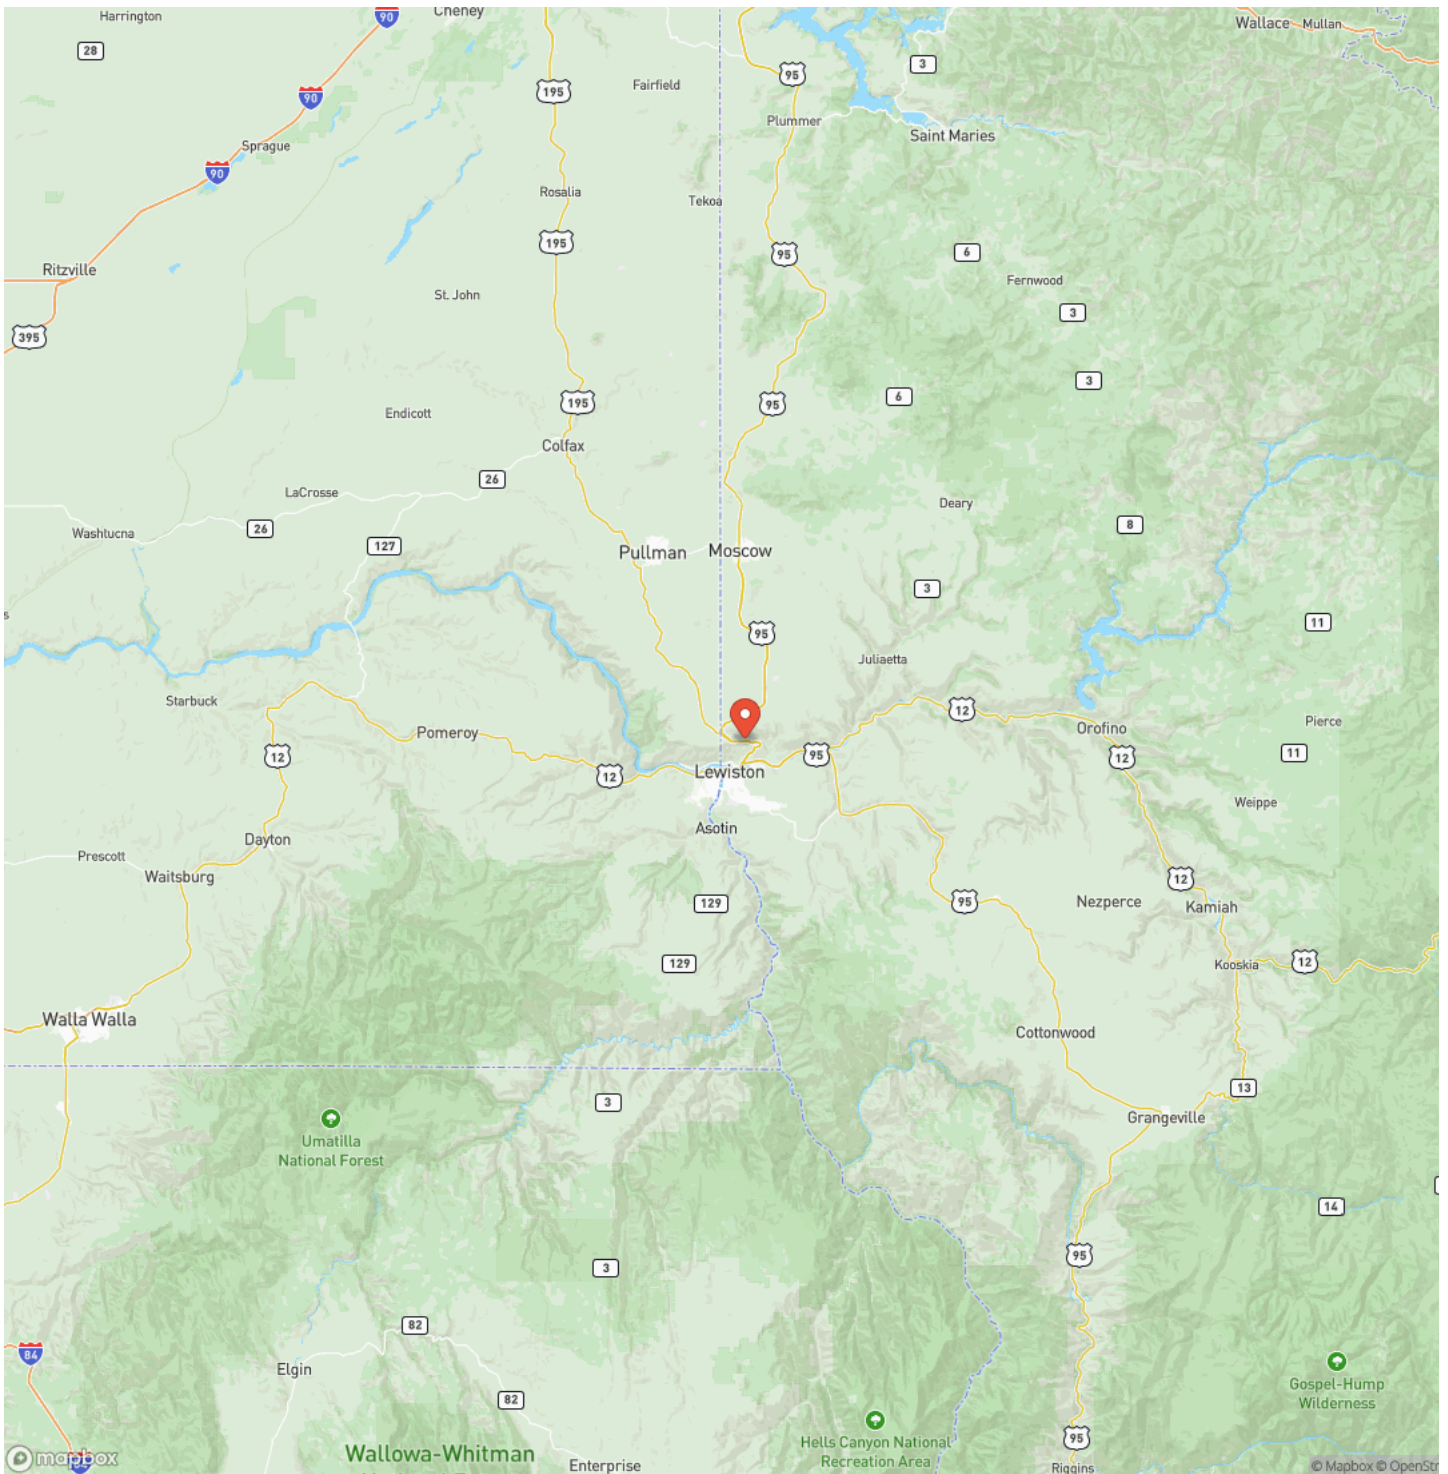 Harrington
90
Cheney
Wallace
Mullan
28
3
95
195
Fairfield
90
Plummer
Saint Maries
Sprague
90
Rosalia
Tekoa
195
95
6
Ritzville
Fernwood
St. John
3
395
3
6
195
95
Endicott
Colfax
26
LaCrosse
Deary
26
8
Washtucna
127
Pullman
Moscow
3
11
95
Juliaetta
Starbuck
12
Pierce
Orofino
Pomeroy
12
95
11
12
12
Lewiston
Weippe
Asotin
Dayton
Prescott
Waitsburg
12
95
129
Nezperce
Kamiah
129
12
Kooskia
Walla Walla
Cottonwood
13
3
Grangeville
Umatilla
National Forest
14
95
3
82
84
Elgin
Gospel-Hump
Wilderness
82
Hells Canyon National
Recreation Area
95
Wallowa-Whitman
mapbox
84
Enterprise
Riggins
© Mapbox © OpenStr